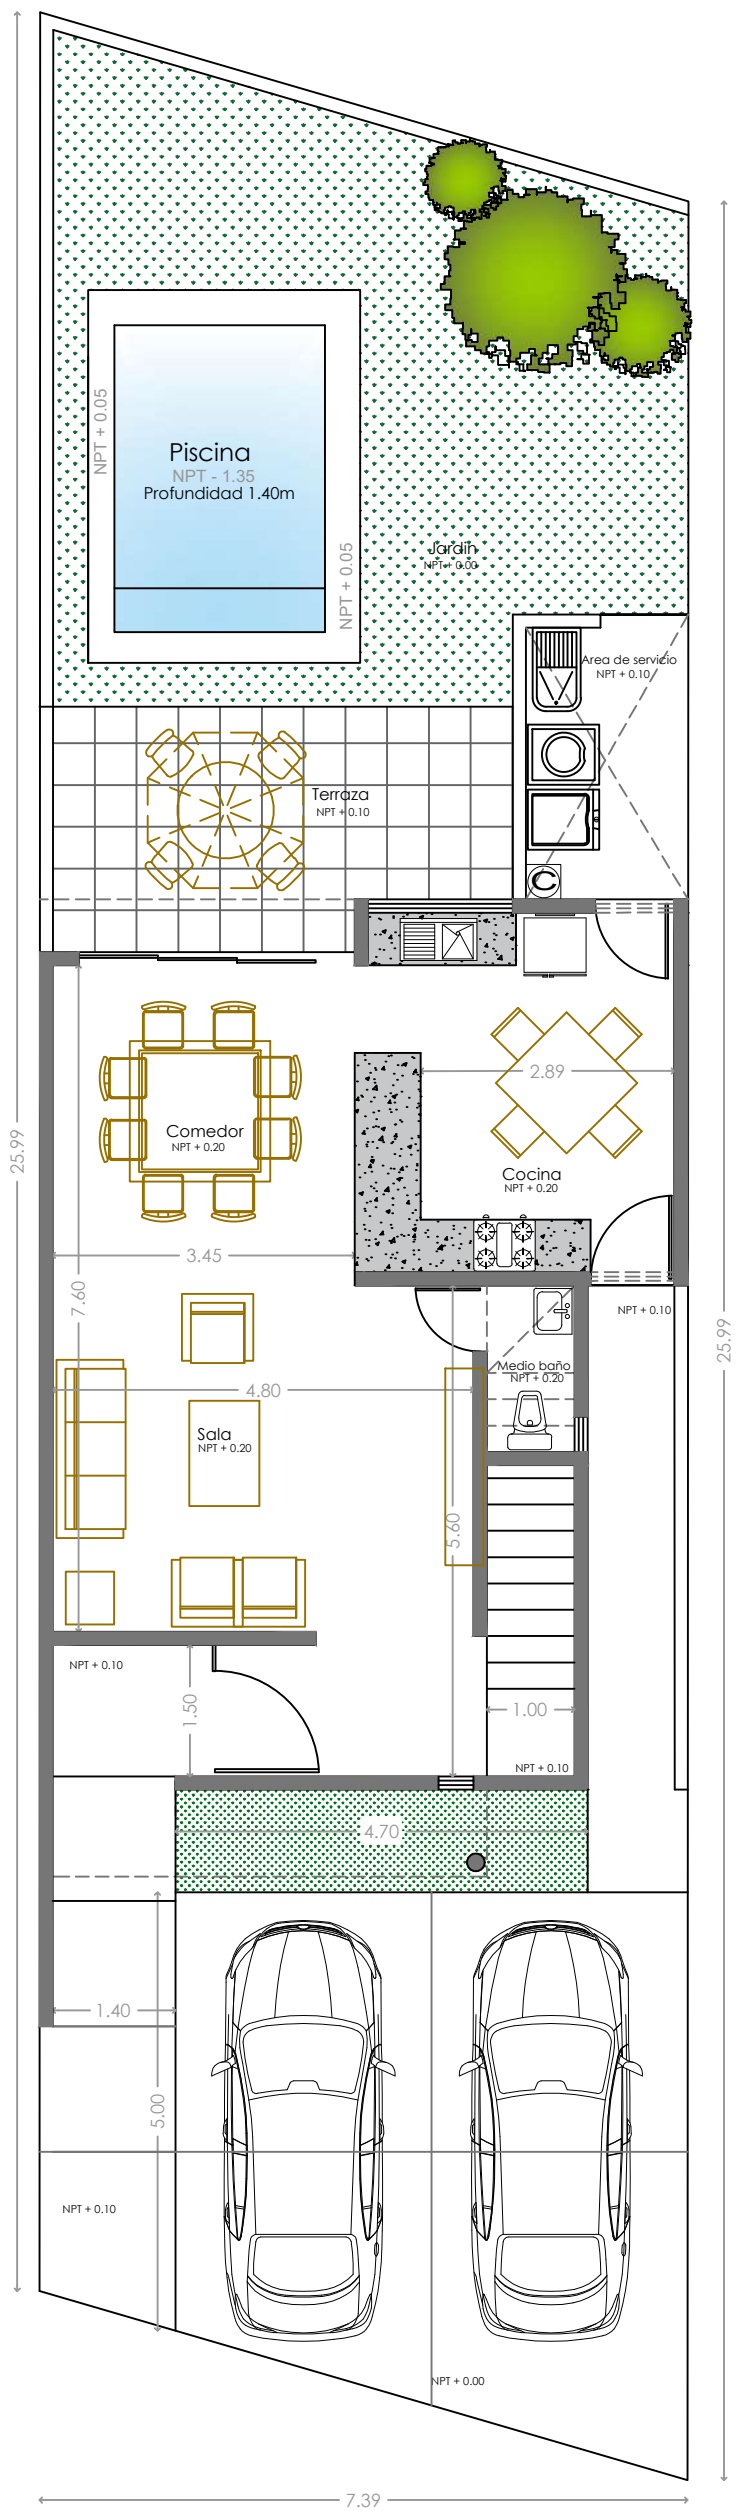 NPT + 0.05
Piscina
NPT - 1.35
Profundidad 1.40m
NPT + 0.05
Jardin
NPT + 0.00
Area de servicio
NPT + 0.10
Terraza
NPT + 0.10
C
2.89
Comedor
NPT + 0.20
25.99
Cocina
NPT + 0.20
3.45
7.60
NPT + 0.10
25.99
Medio baño
NPT + 0.20
4.80
Sala
NPT + 0.20
5.60
NPT + 0.10
1.50
1.00
NPT + 0.10
4.70
1.40
5.00
NPT + 0.10
NPT + 0.00
7.39